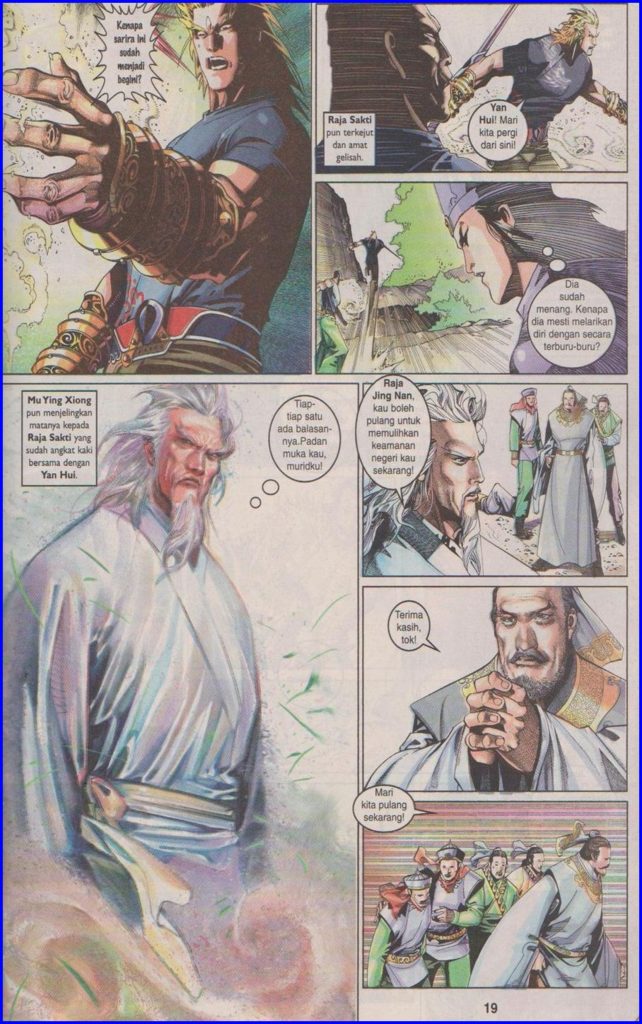 Kenapa
sarira ini
sudah
menjadi
begini?
Raja Sakti
pun terkejut
dan amat
gelisah.
Yan
Hui! Mari
kita pergi
dari sini!
Dia
sudah
menang. Kenapa
dia mesti melarikan
diri dengan secara
terburu-buru?
Mu Ying Xiong
pun menjelingkan
matanya kepada
Raja Sakti yang
sudah angkat kaki
bersama dengan
Yan Hui.
Tiap-
tiap satu
ada balasan-
nya.Padan
muka kau,
muridku!
Raja
Jing Nan,
kau boleh
pulang untuk
memulihkan
keamanan
negeri kau
sekarang!
Terima
kasih,
tok!
Mari
kita pulang
sekarang!
19